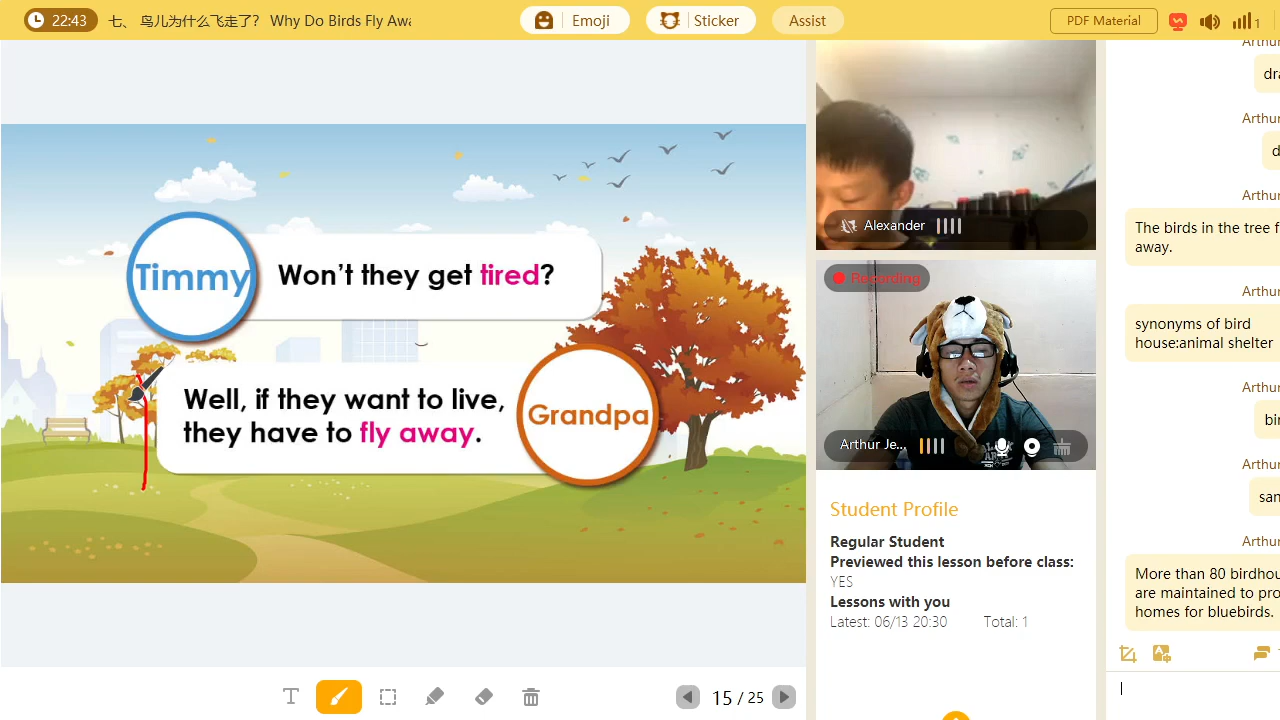 22:43
七、 鸟儿为什么飞走了？ Why Do Birds Fly Awa
Emoji
Sticker
Assist
PDF Material
1
Timmy
Won't they get tired?
Well, if they want to live,
they have to fly away.
Grandpa
15 / 25
Alexander
Recording
Arthur Je...
Student Profile
Regular Student
Previewed this lesson before class:
YES
Lessons with you
Latest: 06/13 20:30 Total: 1
Arthur
dra
Arthur
d
Arthur
The birds in the tree f
away.
Arthur
synonyms of bird
house:animal shelter
Arthur
bir
Arthur
san
Arthur
More than 80 birdhou
are maintained to pro
homes for bluebirds.